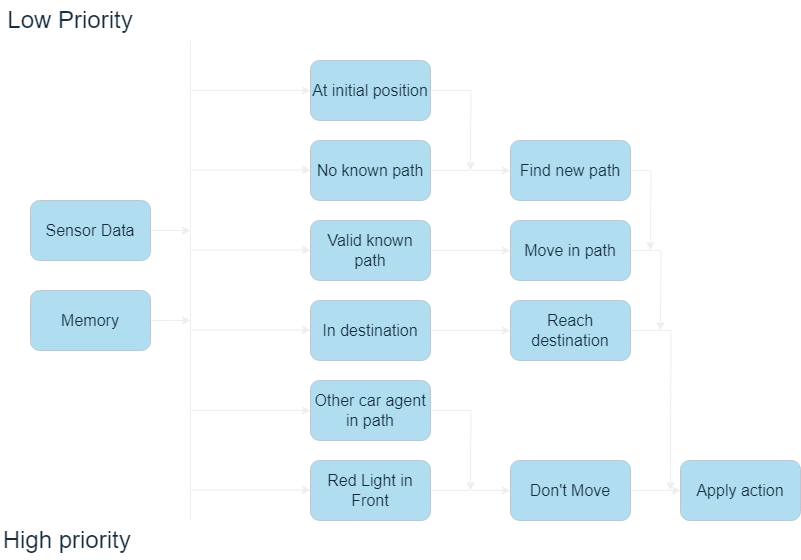 Low Priority
At initial position
No known path
Find new path
Sensor Data
Valid known
path
Move in path
Memory
In destination
Reach
destination
Other car agent
in path
Red Light in
Front
Don't Move
Apply action
High priority